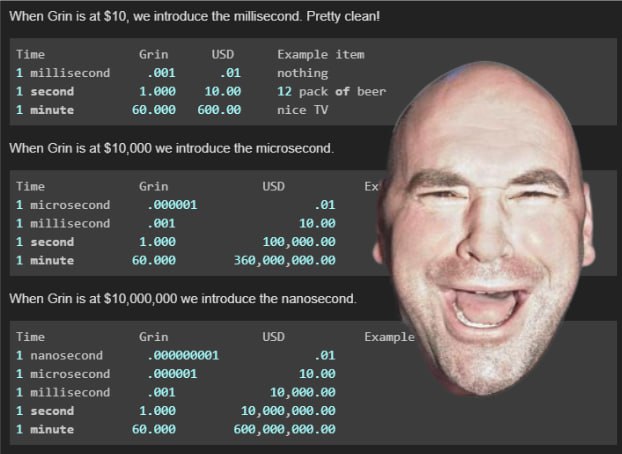 When Grin is at $10, we introduce the millisecond. Pretty clean!
Time Grin USD Example item
1 millisecond .001 .01 nothing
1 second 1.000 10.00 12 pack of beer
1 minute 60.000 600.00 nice TV
When Grin is at $10,000 we introduce the microsecond.
Time Grin USD Ex
1 microsecond .000001 .01
1 millisecond .001 10.00
1 second 1.000 100,000.00
1 minute 60.000 360,000,000.00
When Grin is at $10,000,000 we introduce the nanosecond.
Time Grin USD Example
1 nanosecond .000000001 .01
1 microsecond .000001 10.00
1 millisecond .001 10,000.00
1 second 1.000 10,000,000.00
1 minute 60.000 600,000,000.00